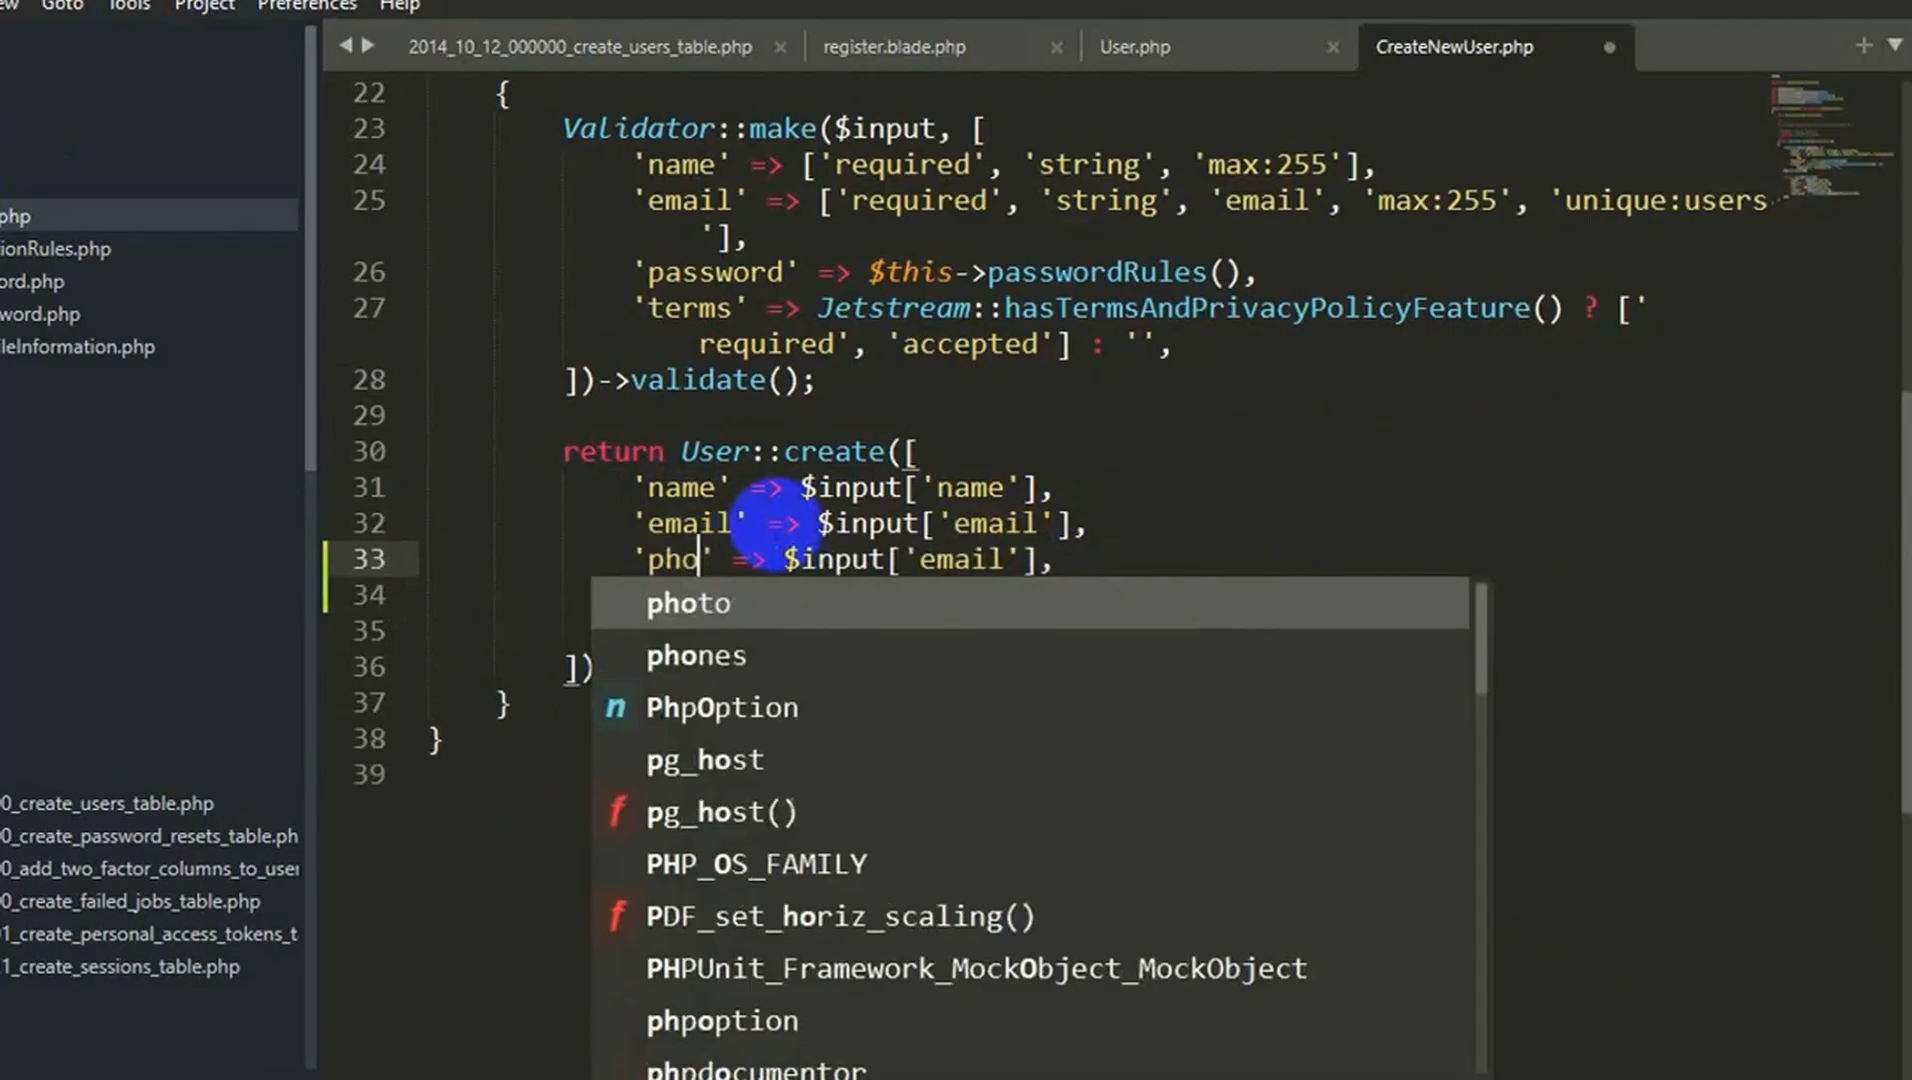 Goto Tools Project Preferences Help
2014_10_12_000000_create_users_table.php × register.blade.php × User.php × CreateNewUser.php
php
ionRules.php
ord.php
word.php
ileInformation.php
0_create_users_table.php
0_create_password_resets_table.ph
0_add_two_factor_columns_to_user
0_create_failed_jobs_table.php
1_create_personal_access_tokens_t
1_create_sessions_table.php
22 {
23 Validator::make($input, [
24 'name' => ['required', 'string', 'max:255'],
25 'email' => ['required', 'string', 'email', 'max:255', 'unique:users
'],
26 'password' => $this->passwordRules(),
27 'terms' => Jetstream::hasTermsAndPrivacyPolicyFeature() ? ['
required', 'accepted'] : '',
28 ])->validate();
29
30 return User::create([
31 'name' => $input['name'],
32 'email' => $input['email'],
33 'pho' => $input['email'],
34
35
36 ])
37 }
38 }
39
photo
phones
n PhpOption
pg_host
f pg_host()
PHP_OS_FAMILY
f PDF_set_horiz_scaling()
PHPUnit_Framework_MockObject_MockObject
phpoption
phpdocumentor